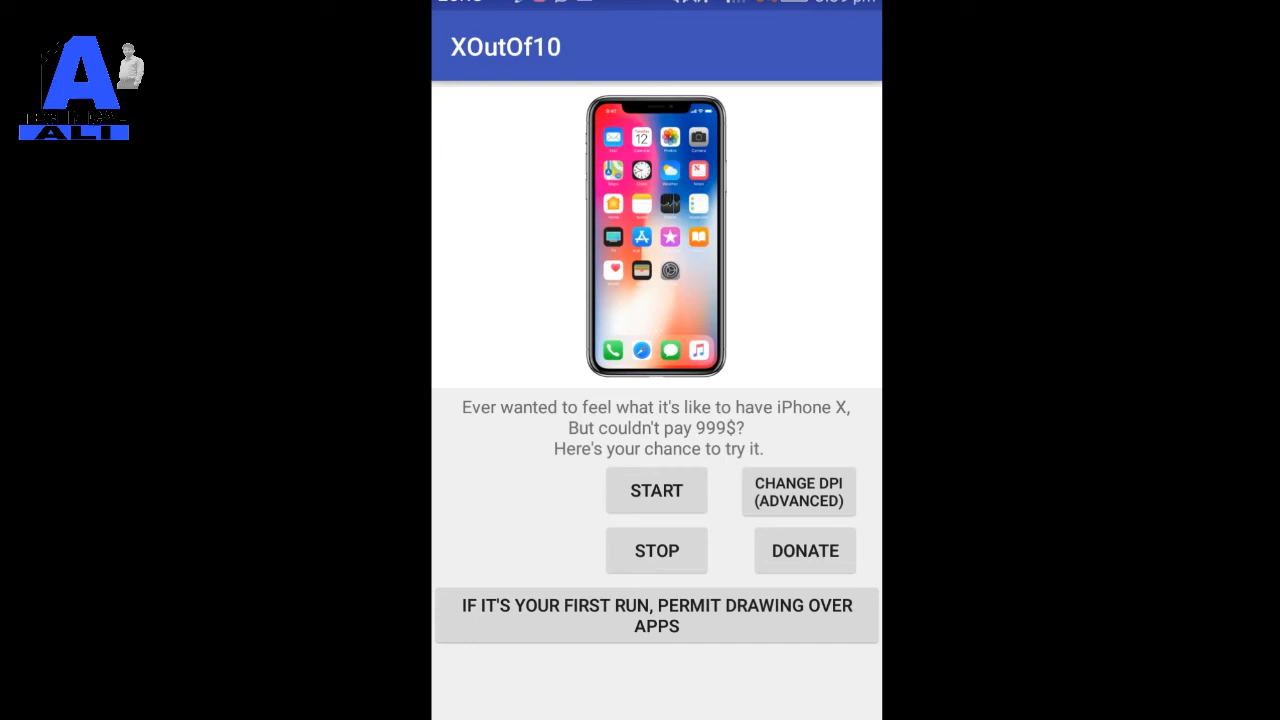 XOutOf10
TECHNICAL
ALI
Ever wanted to feel what it's like to have iPhone X,
But couldn't pay 999$?
Here's your chance to try it.
START
CHANGE DPI
(ADVANCED)
STOP
DONATE
IF IT'S YOUR FIRST RUN, PERMIT DRAWING OVER
APPS